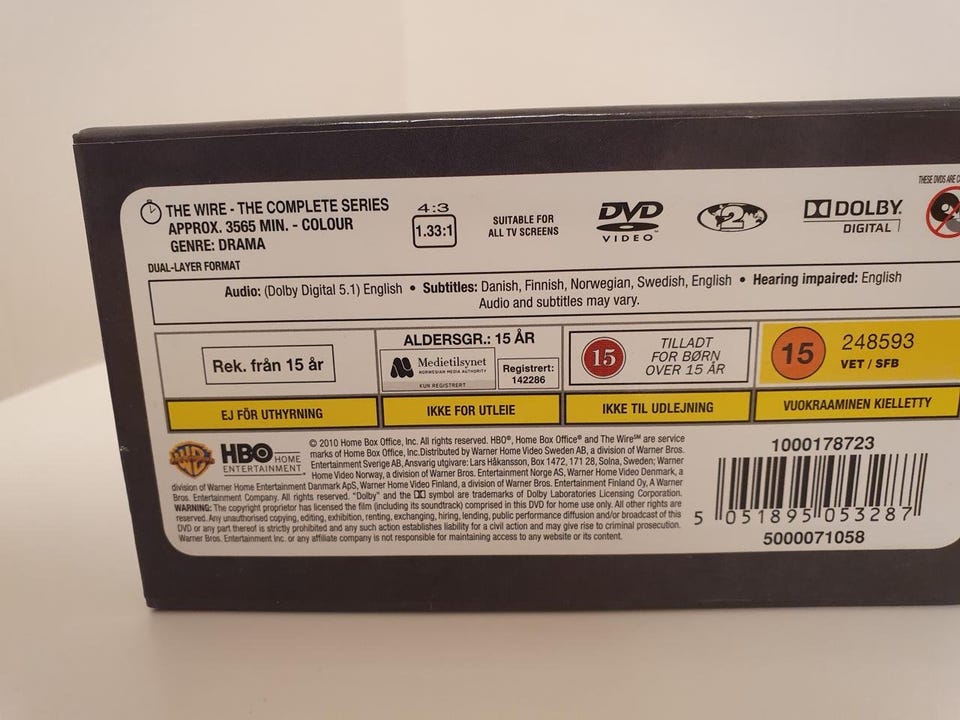 THESE DVDS ARE
THE WIRE - THE COMPLETE SERIES
APPROX. 3565 MIN. - COLOUR
GENRE: DRAMA
4:3
1.33:1
SUITABLE FOR
ALL TV SCREENS
DVD
VIDEO™
2
DOLBY
DIGITAL
DUAL-LAYER FORMAT
Audio: (Dolby Digital 5.1) English • Subtitles: Danish, Finnish, Norwegian, Swedish, English • Hearing impaired: English
Audio and subtitles may vary.
Rek. från 15 år
ALDERSGR.: 15 ÅR
Medietilsynet
NORWEGIAN MEDIA AUTHORITY
KUN REGISTRERT
Registrert:
142286
15
TILLADT
FOR BØRN
OVER 15 ÅR
15
248593
VET / SFB
EJ FÖR UTHYRNING
IKKE FOR UTLEIE
IKKE TIL UDLEJNING
VUOKRAAMINEN KIELLETTY
WB
HBO HOME
ENTERTAINMENT™
© 2010 Home Box Office, Inc. All rights reserved. HBO®, Home Box Office® and The Wire℠ are service
marks of Home Box Office, Inc.Distributed by Warner Home Video Sweden AB, a division of Warner Bros.
Entertainment Sverige AB, Ansvarig utgivare: Lars Håkansson, Box 1472, 171 28, Solna, Sweden; Warner
Home Video Norway, a division of Warner Bros. Entertainment Norge AS, Warner Home Video Denmark, a
division of Warner Home Entertainment Danmark ApS, Warner Home Video Finland, a division of Warner Bros. Entertainment Finland Oy, A Warner
Bros. Entertainment Company. All rights reserved. "Dolby" and the DD symbol are trademarks of Dolby Laboratories Licensing Corporation.
WARNING: The copyright proprietor has licensed the film (including its soundtrack) comprised in this DVD for home use only. All other rights are
reserved. Any unauthorised copying, editing, exhibition, renting, exchanging, hiring, lending, public performance diffusion and/or broadcast of this
DVD or any part thereof is strictly prohibited and any such action establishes liability for a civil action and may give rise to criminal prosecution.
Warner Bros. Entertainment Inc. or any affiliate company is not responsible for maintaining access to any website or its content.
1000178723
5 051895 053287
5000071058